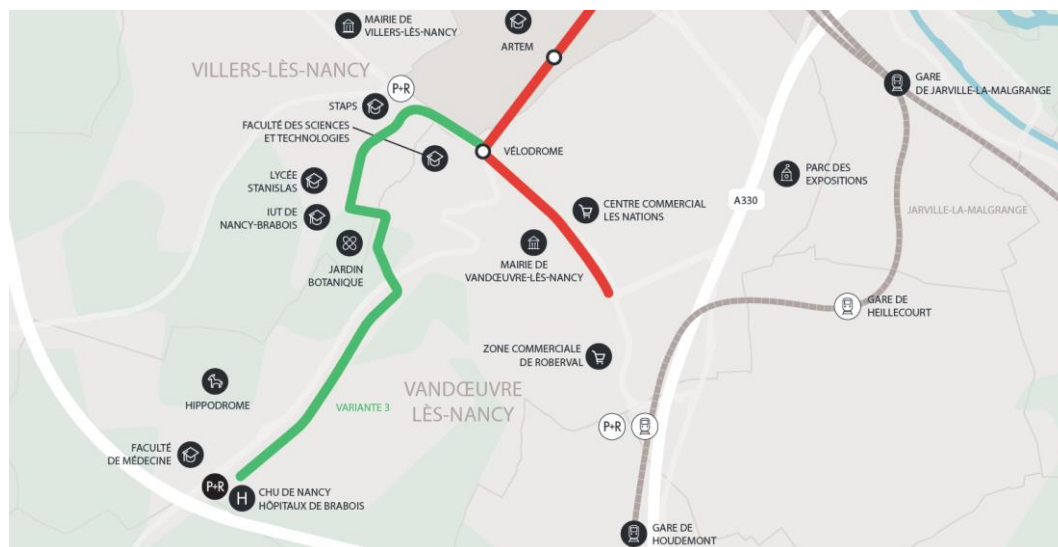 MAIRIE DE
VILLERS-LÈS-NANCY
ARTEM
VILLERS-LÈS-NANCY
P+R
GARE
DE JARVILLE-LA-MALGRANGE
STAPS
FACULTÉ DES SCIENCES
ET TECHNOLOGIES
VÉLODROME
LYCÉE
STANISLAS
PARC DES
EXPOSITIONS
A330
CENTRE COMMERCIAL
LES NATIONS
JARVILLE-LA-MALGRANGE
IUT DE
NANCY-BRABOIS
JARDIN
BOTANIQUE
MAIRIE DE
VANDŒUVRE-LÈS-NANCY
GARE DE
HEILLECOURT
ZONE COMMERCIALE
DE ROBERVAL
VANDŒUVRE
LÈS-NANCY
HIPPODROME
VARIANTE 3
P+R
FACULTÉ
DE MÉDECINE
P+R
H
CHU DE NANCY
HÔPITAUX DE BRABOIS
GARE DE
HOUDEMONT